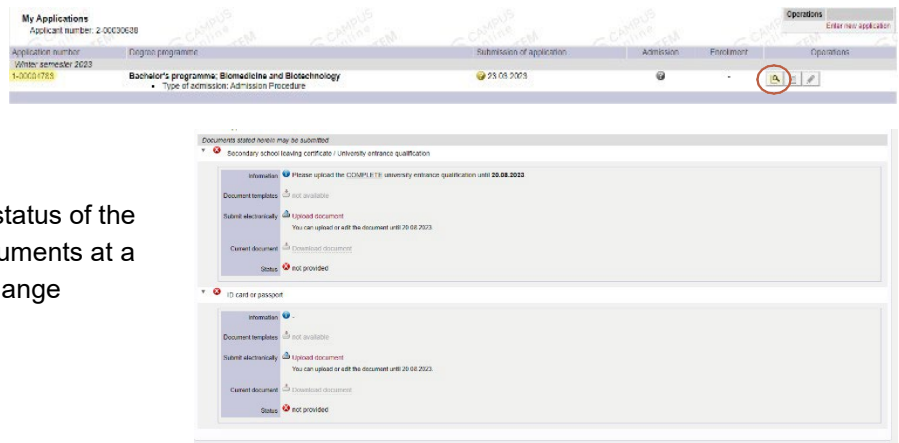 My Applications
Applicant number: 2-00030638
Operations
Enter new application
Application number Degree programme Submission of application Admission Enrolment Operations
Winter semester 2023
1-00031783 Bachelor's programme; Biomedicine and Biotechnology 23.03.2023 -
• Type of admission; Admission Procedure
Documents stated herein may be submitted
Secondary school leaving certificate / University entrance qualification
Information Please upload the COMPLETE university entrance qualification until 20.08.2023
Document templates not available
Submit electronically Upload document
You can upload or edit the document until 20.08.2023.
Current document Download document
Status not provided
ID card or passport
Information -
Document templates not available
Submit electronically Upload document
You can upload or edit the document until 20.08.2023.
Current document Download document
Status not provided
status of the
uments at a
ange